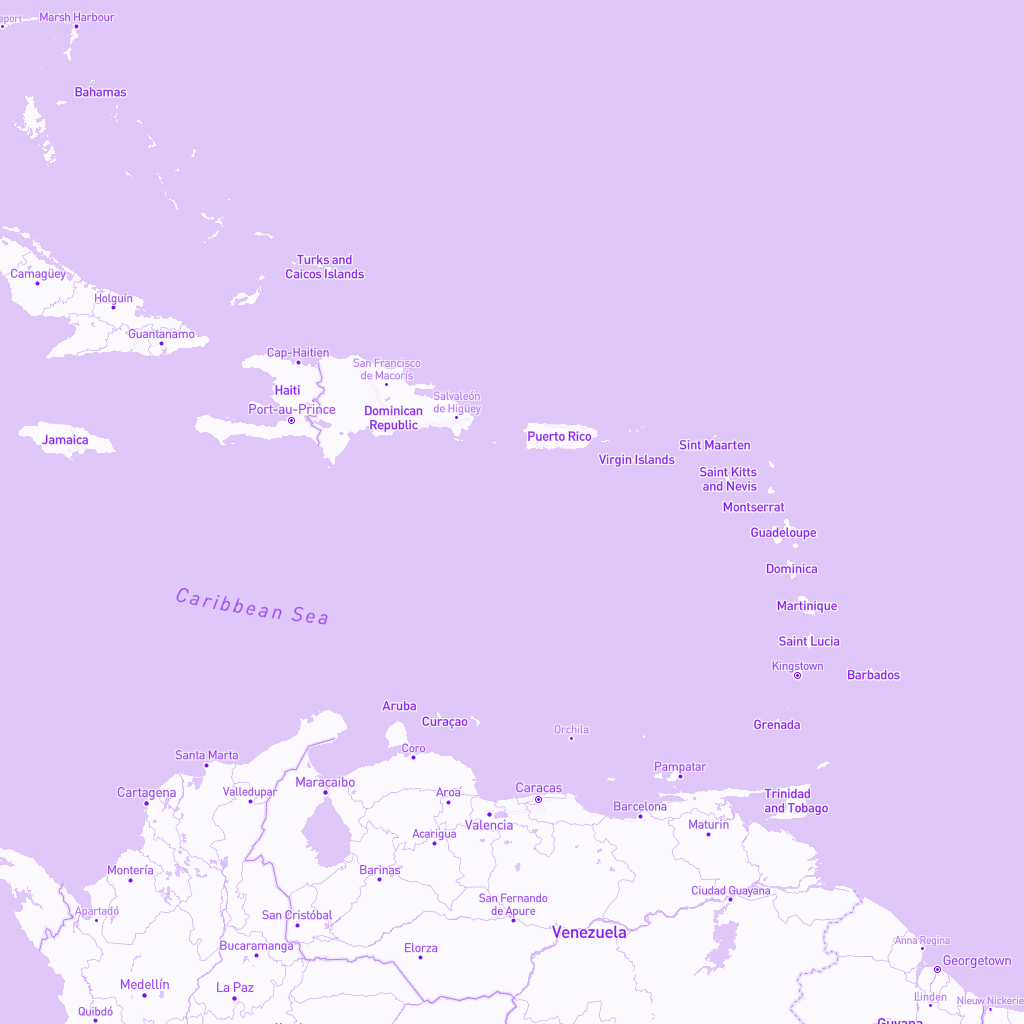 Marsh Harbour
Bahamas
Turks and
Caicos Islands
Camagüey
Holguín
Guantanamo
Cap-Haitien
San Francisco
de Macorís
Haiti
Salvaleón
de Higüey
Port-au-Prince
Dominican
Republic
Jamaica
Puerto Rico
Sint Maarten
Virgin Islands
Saint Kitts
and Nevis
Montserrat
Guadeloupe
Dominica
Caribbean Sea
Martinique
Saint Lucia
Kingstown
Barbados
Aruba
Curaçao
Grenada
Orchila
Coro
Santa Marta
Pampatar
Maracaibo
Caracas
Cartagena
Valledupar
Aroa
Trinidad
and Tobago
Barcelona
Valencia
Maturin
Acarigua
Montería
Barinas
Ciudad Guayana
San Fernando
de Apure
Apartadó
San Cristóbal
Venezuela
Bucaramanga
Elorza
Anna Regina
Georgetown
Medellín
La Paz
Linden
Nieuw Nickerie
Quibdó
Guyana